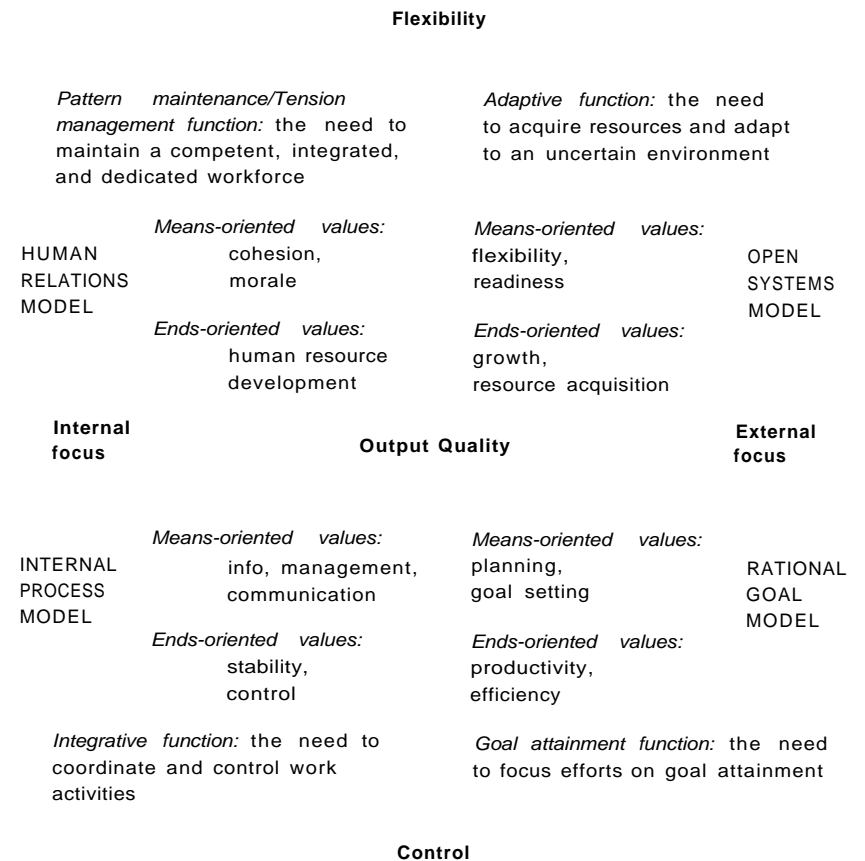 Flexibility
Pattern maintenance/Tension
management function: the need to
maintain a competent, integrated,
and dedicated workforce
Adaptive function: the need
to acquire resources and adapt
to an uncertain environment
HUMAN
RELATIONS
MODEL
Means-oriented values:
cohesion,
morale
Ends-oriented values:
human resource
development
Means-oriented values:
flexibility,
readiness
Ends-oriented values:
growth,
resource acquisition
OPEN
SYSTEMS
MODEL
Internal
focus
Output Quality
External
focus
INTERNAL
PROCESS
MODEL
Means-oriented values:
info, management,
communication
Ends-oriented values:
stability,
control
Means-oriented values:
planning,
goal setting
Ends-oriented values:
productivity,
efficiency
RATIONAL
GOAL
MODEL
Integrative function: the need to
coordinate and control work
activities
Goal attainment function: the need
to focus efforts on goal attainment
Control